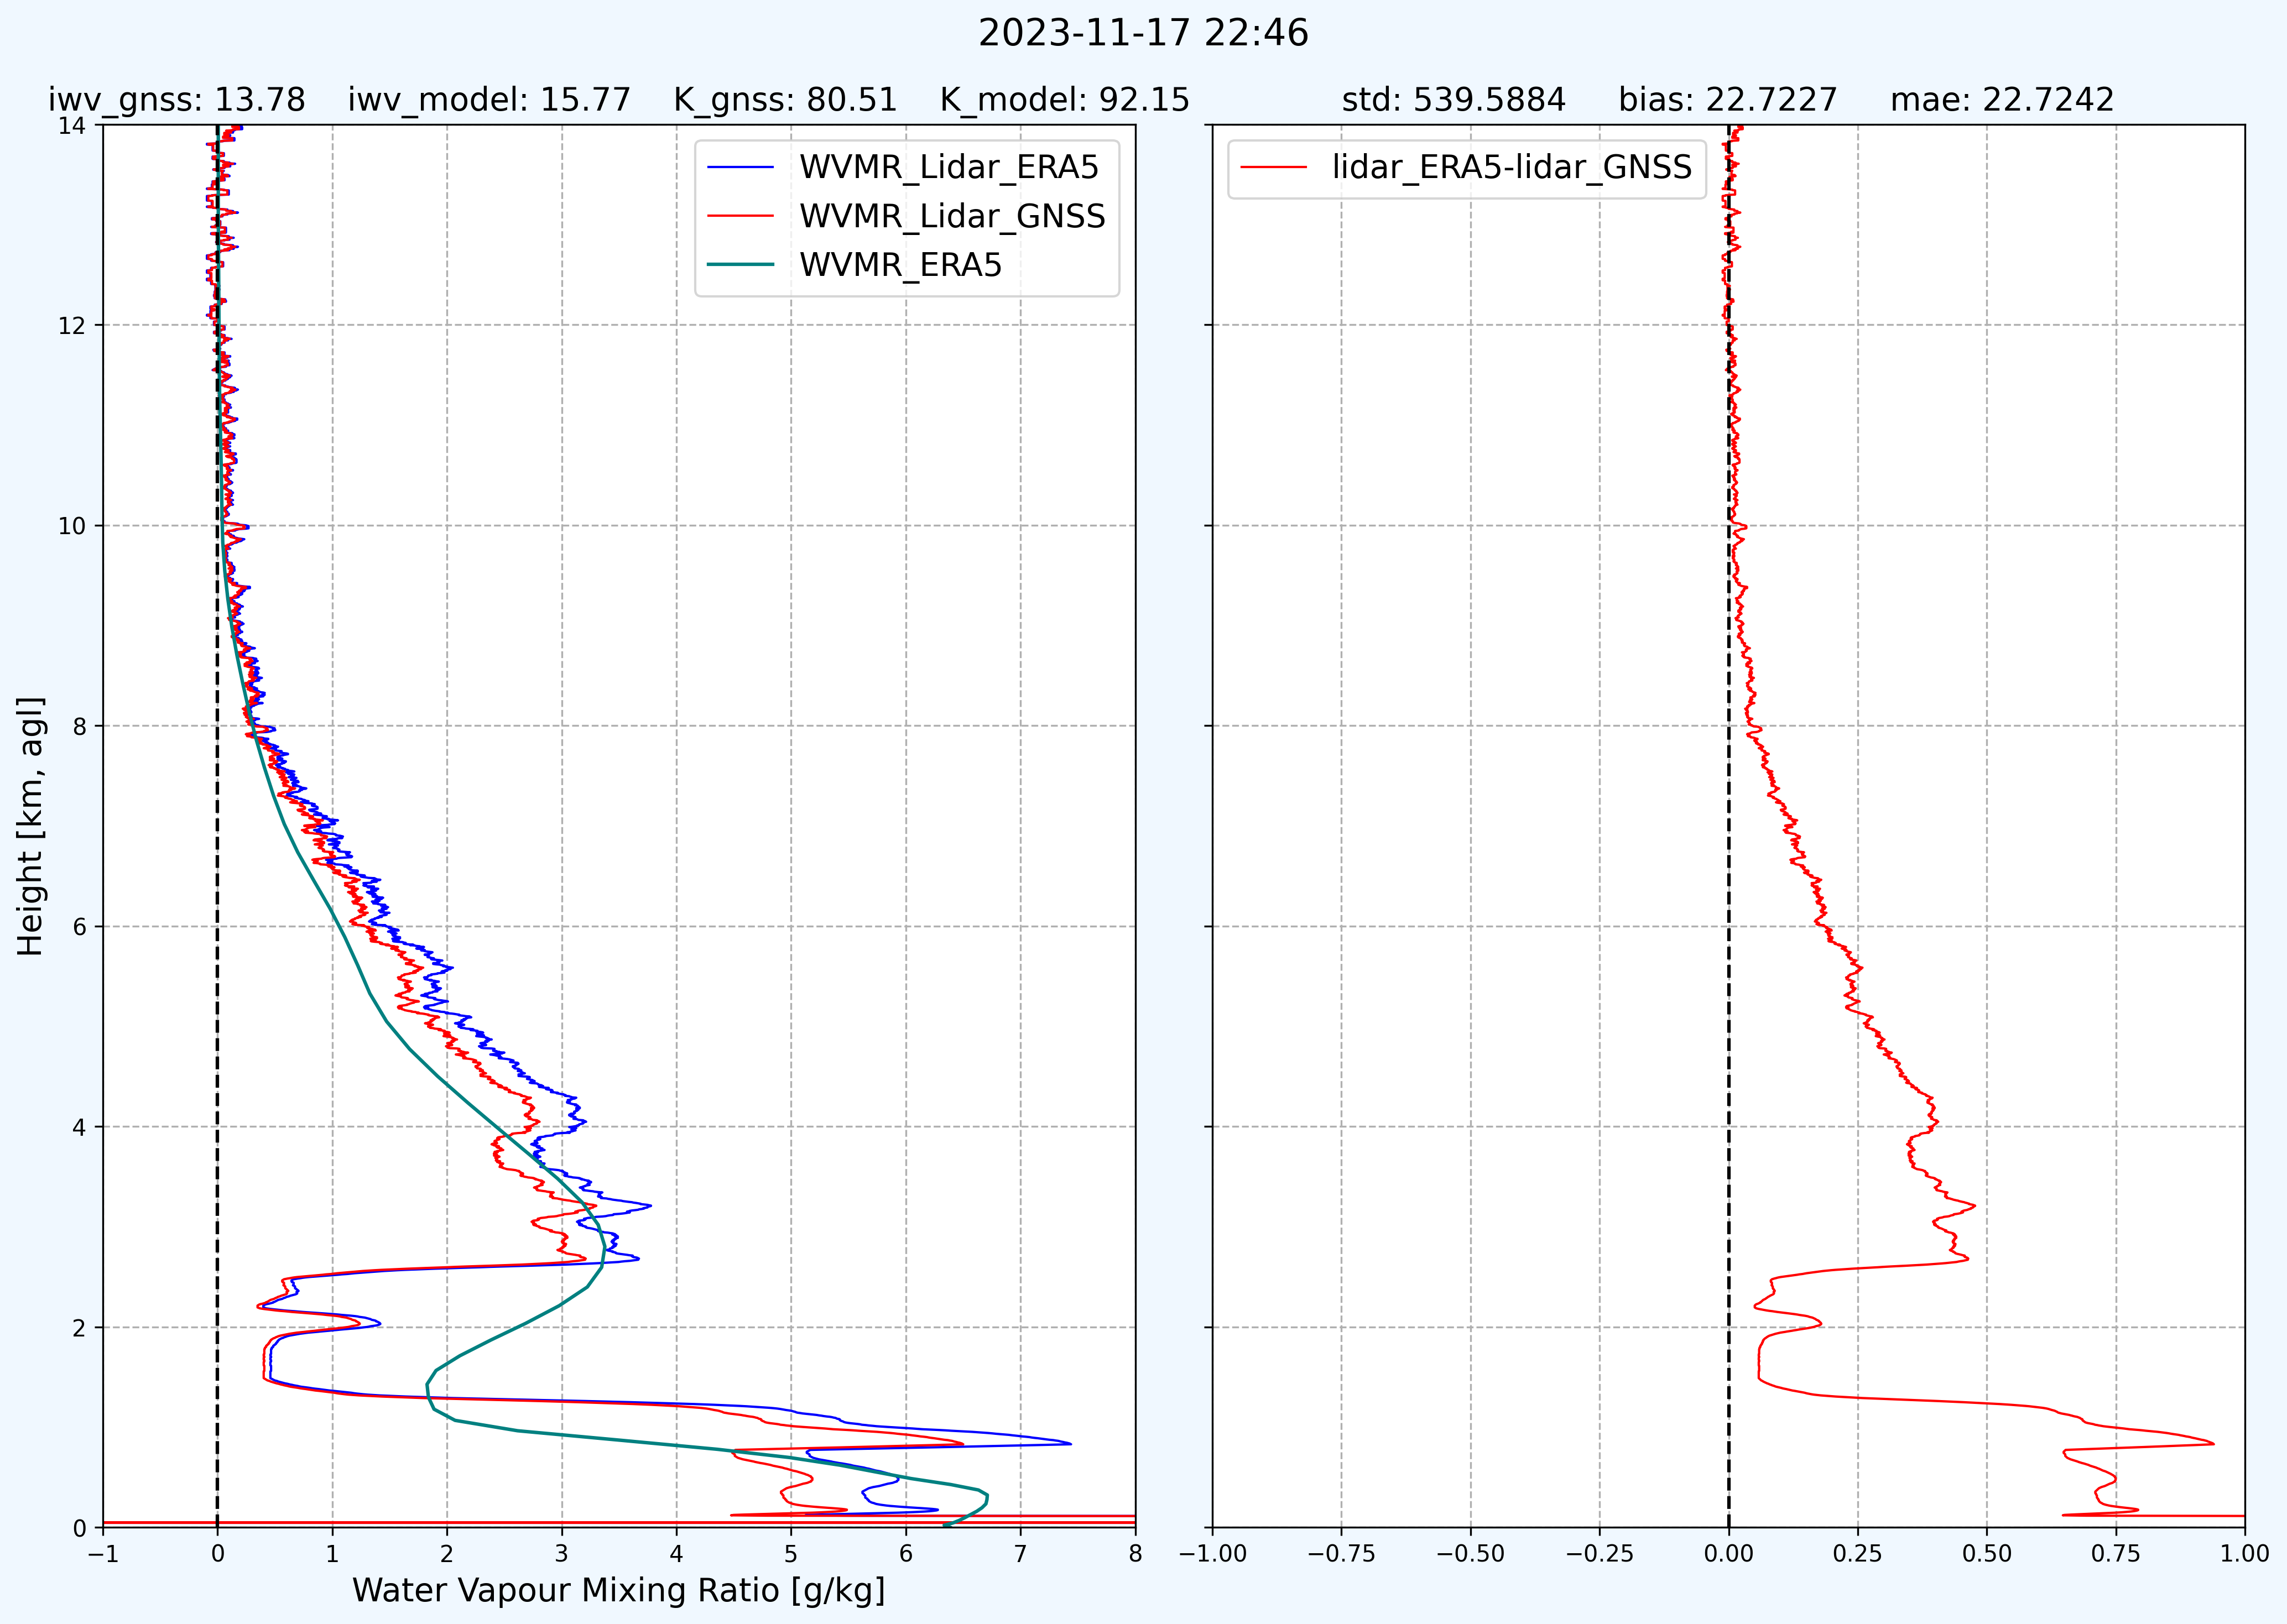 2023-11-17 22:46
iwv_gnss: 13.78 iwv_model: 15.77 K_gnss: 80.51 K_model: 92.15
std: 539.5884 bias: 22.7227 mae: 22.7242
WVMR_Lidar_ERA5
WVMR_Lidar_GNSS
WVMR_ERA5
lidar_ERA5-lidar_GNSS
Height [km, agl]
14
12
10
8
6
4
2
0
−1 0 1 2 3 4 5 6 7 8
Water Vapour Mixing Ratio [g/kg]
−1.00 −0.75 −0.50 −0.25 0.00 0.25 0.50 0.75 1.00